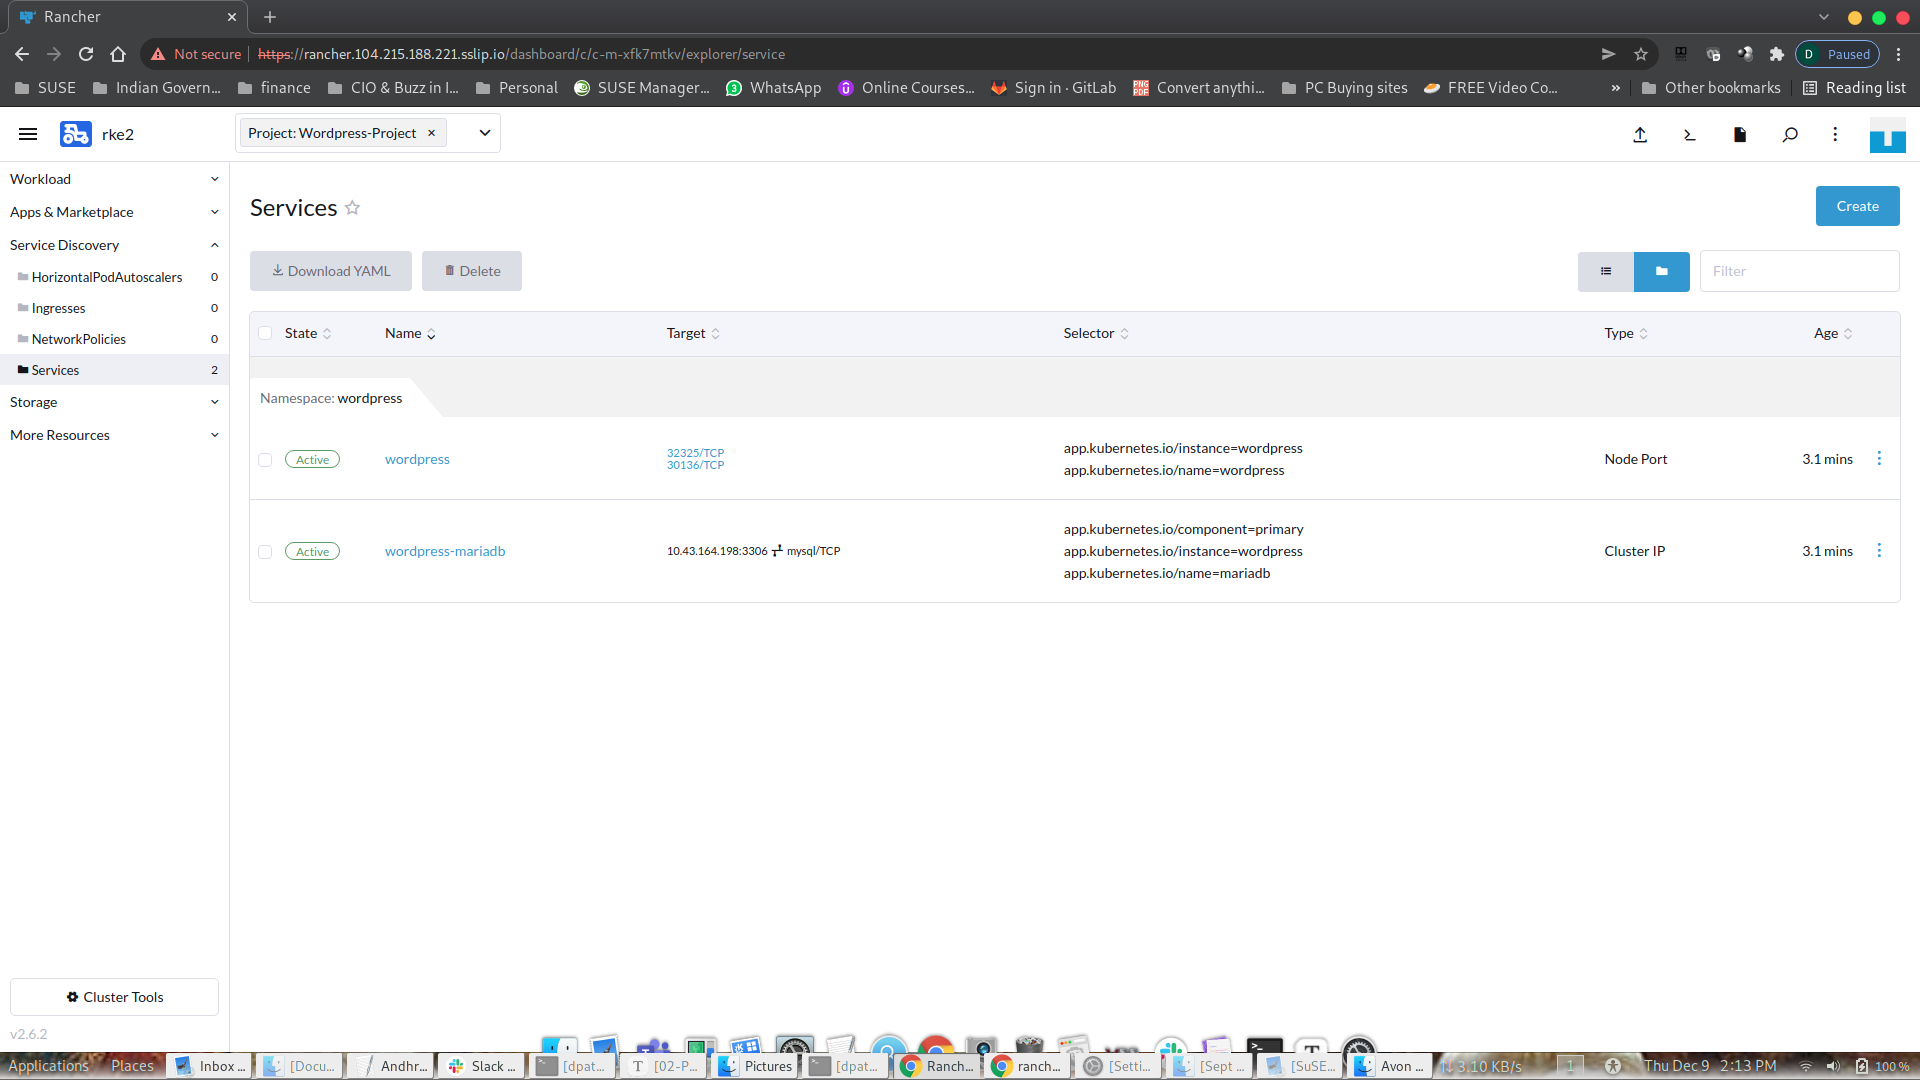 Rancher
Not secure https://rancher.104.215.188.221.sslip.io/dashboard/c/c-m-xfk7mtkv/explorer/service
D Paused
SUSE Indian Govern... finance CIO & Buzz in I... Personal SUSE Manager... WhatsApp Online Courses... Sign in · GitLab Convert anythi... PC Buying sites FREE Video Co... » Other bookmarks Reading list
rke2
Project: Wordpress-Project
Workload
Apps & Marketplace
Service Discovery
HorizontalPodAutoscalers 0
Ingresses 0
NetworkPolicies 0
Services 2
Storage
More Resources
Cluster Tools
v2.6.2
Services
Create
Download YAML
Delete
Filter
State Name Target Selector Type Age
Namespace: wordpress
Active wordpress 32325/TCP
30136/TCP
app.kubernetes.io/instance=wordpress
app.kubernetes.io/name=wordpress
Node Port 3.1 mins
Active wordpress-mariadb 10.43.164.198:3306 mysql/TCP
app.kubernetes.io/component=primary
app.kubernetes.io/instance=wordpress
app.kubernetes.io/name=mariadb
Cluster IP 3.1 mins
Applications Places Inbox ... [Docu... Andhr... Slack ... [dpat... [02-P... Pictures [dpat... Ranch... ranch... [Setti... [Sept ... [SuSE... Avon ... 3.10 KB/s 1 Thu Dec 9 2:13 PM 100 %